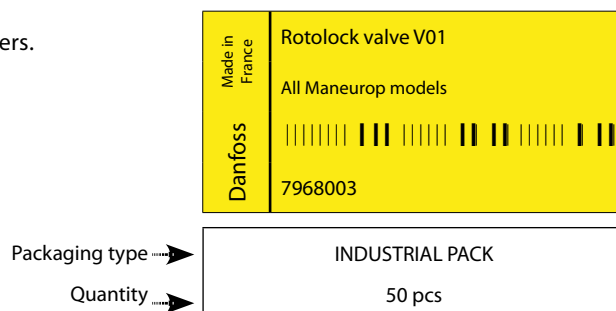 ers.
Made in
France
Danfoss
Rotolock valve V01
All Maneurop models
7968003
Packaging type
INDUSTRIAL PACK
Quantity
50 pcs